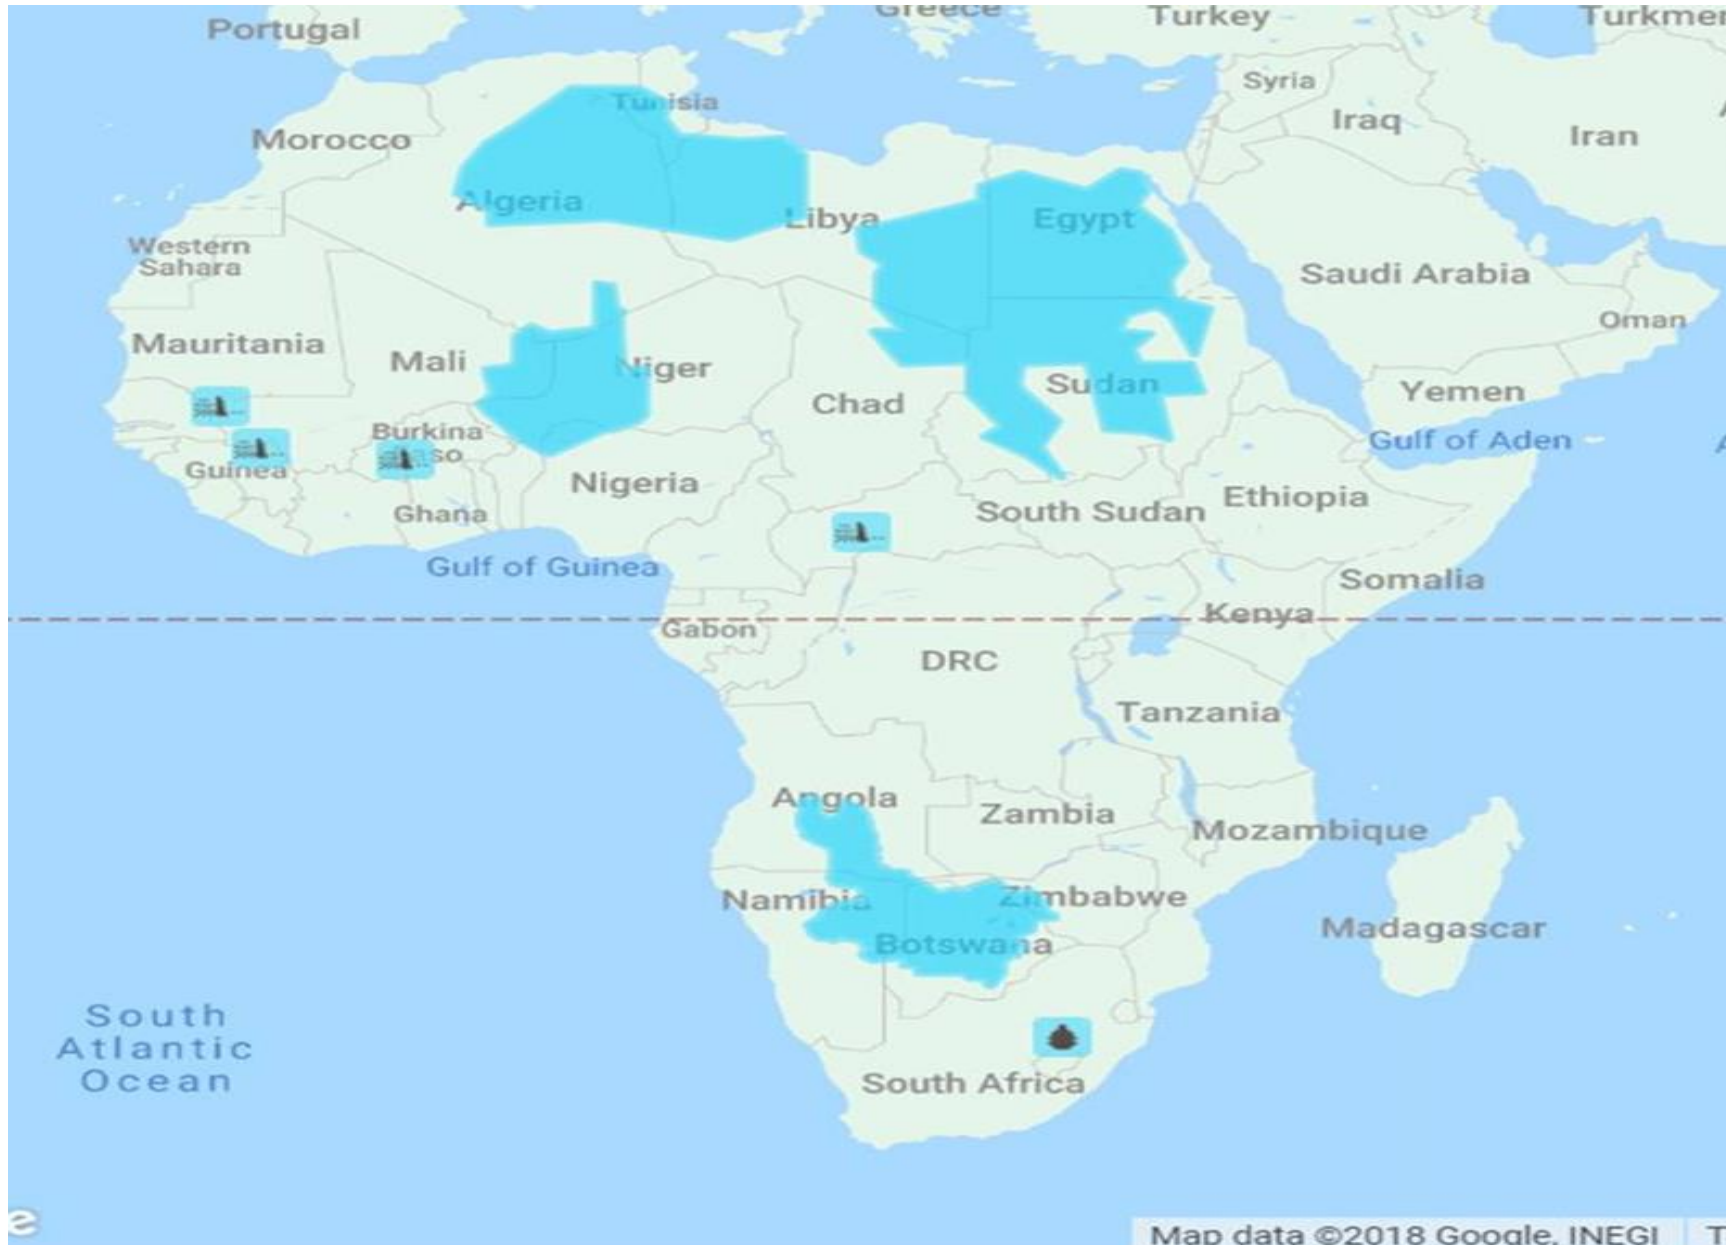 Greece
Turkey
Portugal
Syria
Tunisia
Iraq
Iran
Morocco
Algeria
Libya
Egypt
Western
Sahara
Saudi Arabia
Oman
Mauritania
Mali
Niger
Sudan
Yemen
Chad
Burkina
Gulf of Aden
Guinea
Nigeria
Ethiopia
Ghana
South Sudan
Gulf of Guinea
Somalia
Kenya
Gabon
DRC
Tanzania
Angola
Zambia
Mozambique
Namibia
Zimbabwe
Madagascar
Botswana
South
Atlantic
Ocean
South Africa
Map data ©2018 Google, INEGI